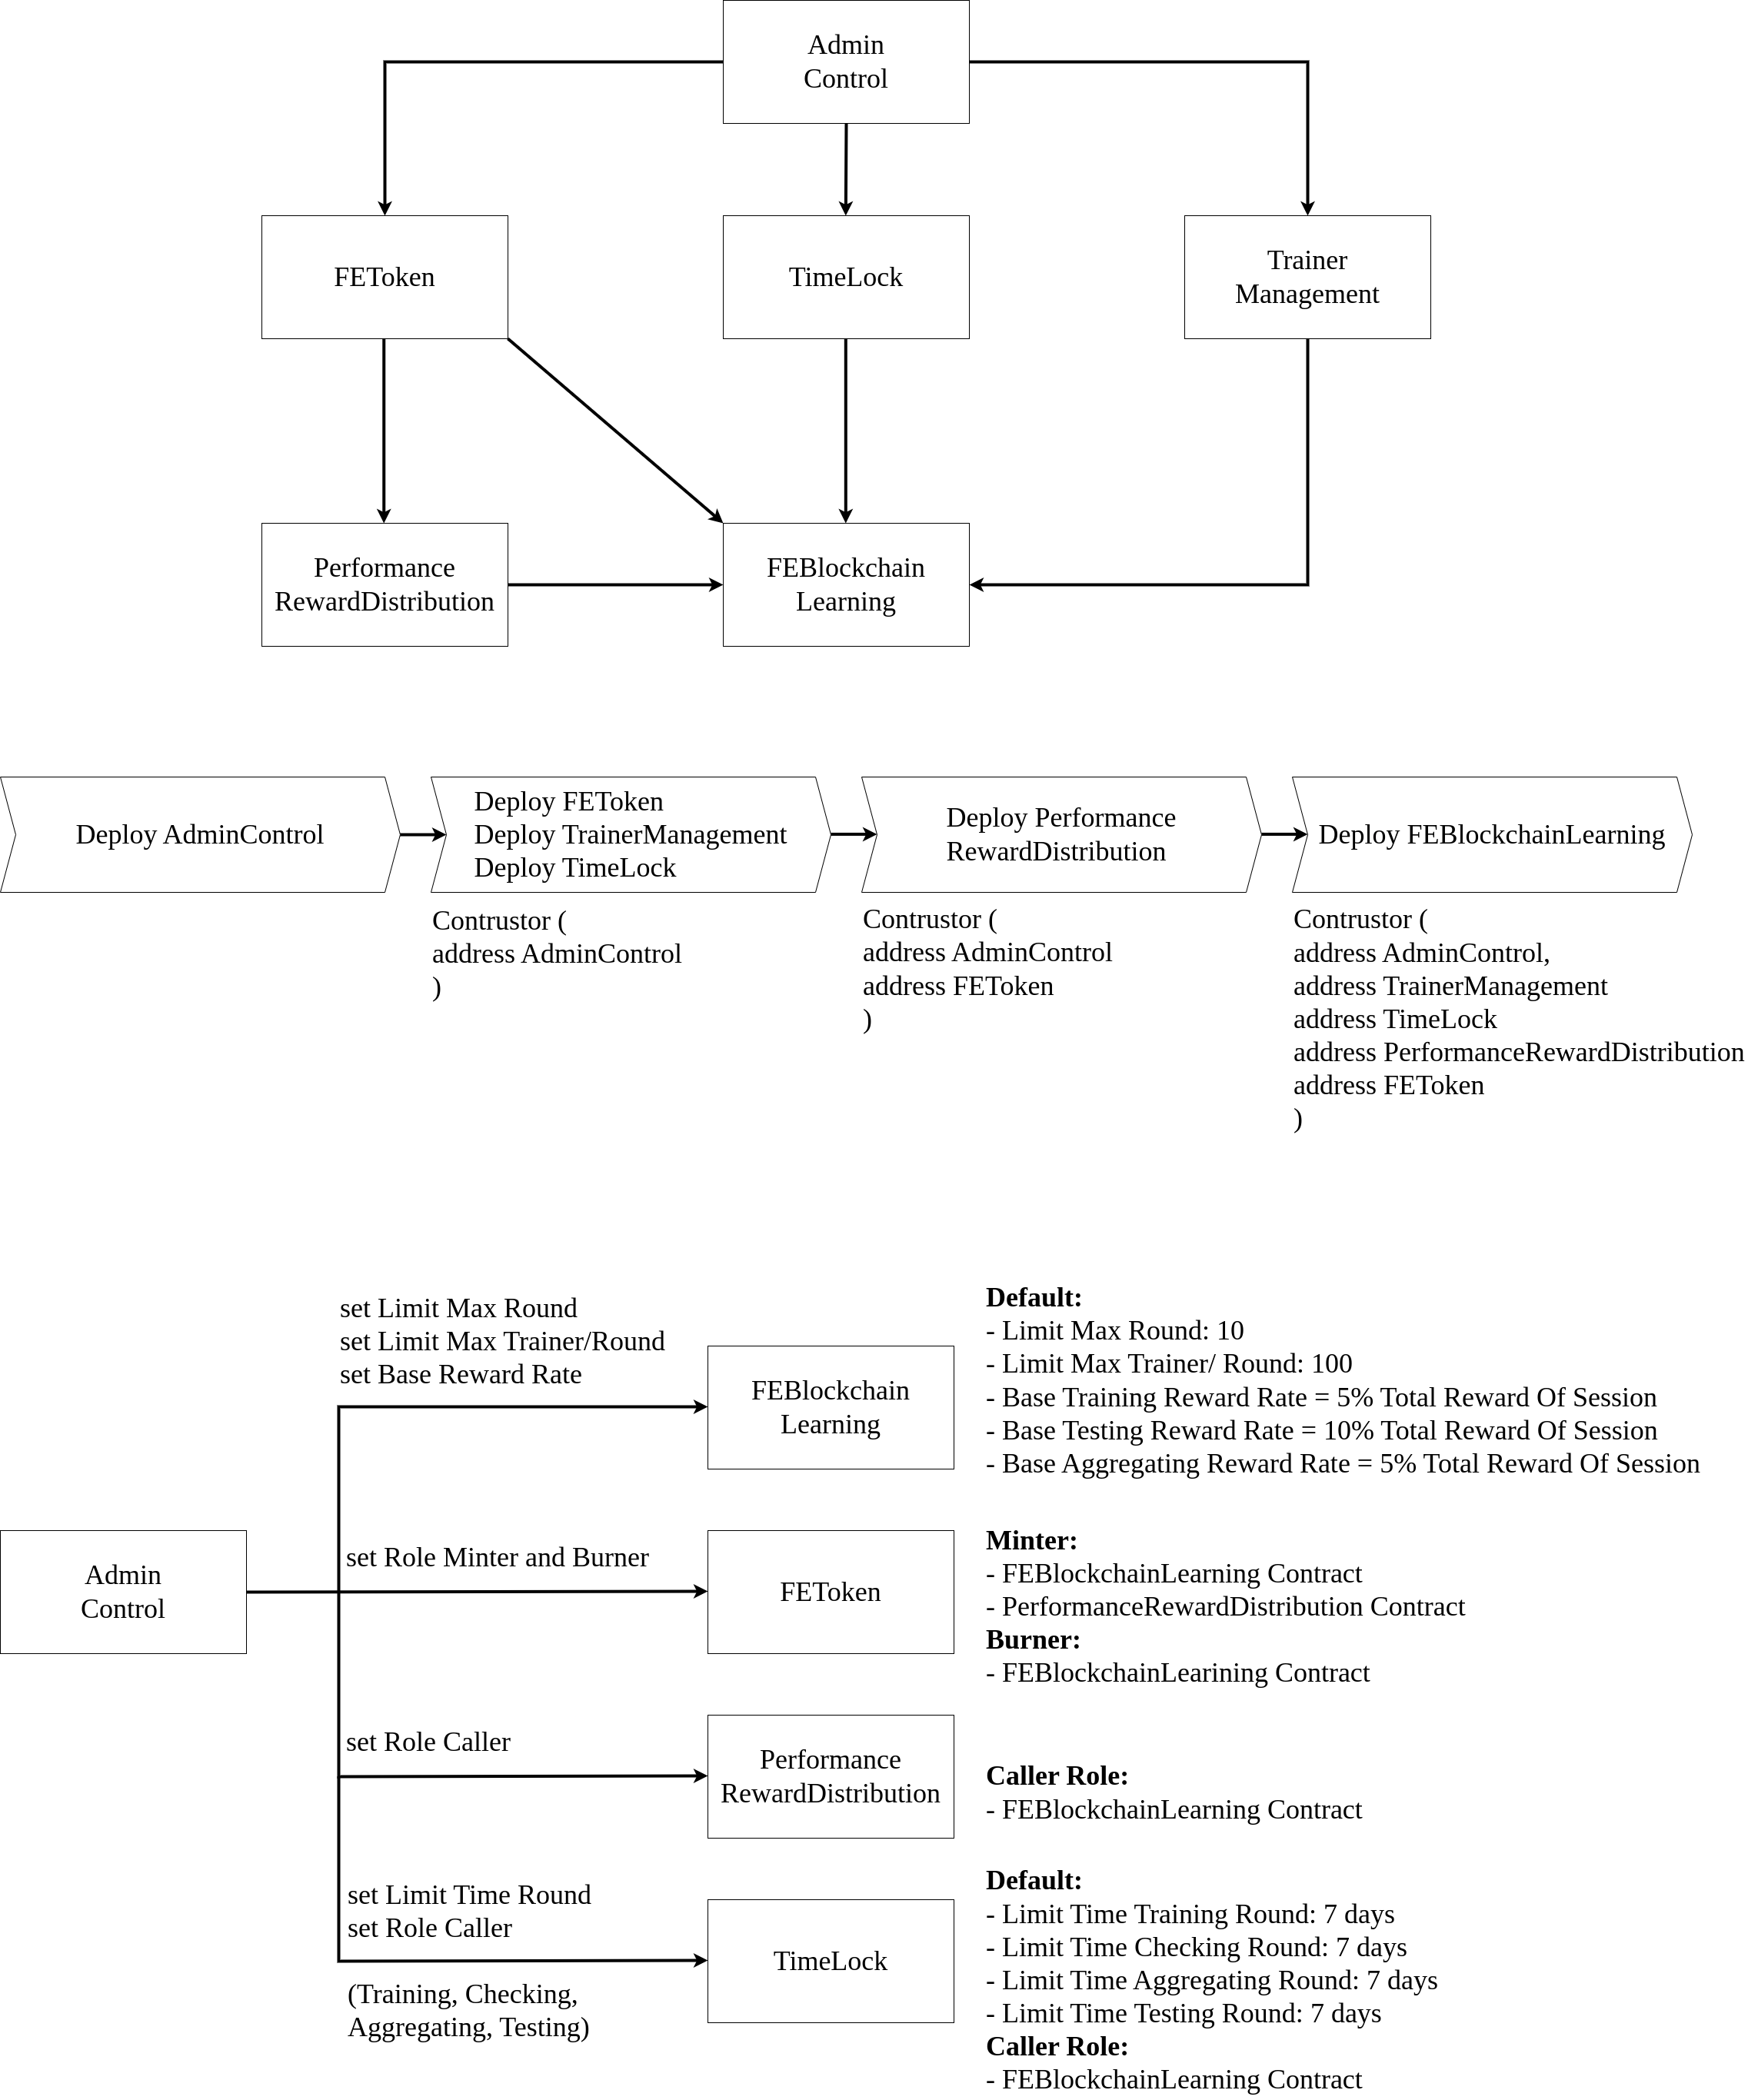 Admin
Control
FEToken
TimeLock
Trainer
Management
Performance
RewardDistribution
FEBlockchain
Learning
Deploy AdminControl
Deploy FEToken
Deploy TrainerManagement
Deploy TimeLock
Deploy Performance
RewardDistribution
Deploy FEBlockchainLearning
Contrustor (
address AdminControl
)
Contrustor (
address AdminControl
address FEToken
)
Contrustor (
address AdminControl,
address TrainerManagement
address TimeLock
address PerformanceRewardDistribution
address FEToken
)
Admin
Control
set Limit Max Round
set Limit Max Trainer/Round
set Base Reward Rate
FEBlockchain
Learning
Default:
- Limit Max Round: 10
- Limit Max Trainer/ Round: 100
- Base Training Reward Rate = 5% Total Reward Of Session
- Base Testing Reward Rate = 10% Total Reward Of Session
- Base Aggregating Reward Rate = 5% Total Reward Of Session
set Role Minter and Burner
FEToken
Minter:
- FEBlockchainLearning Contract
- PerformanceRewardDistribution Contract
Burner:
- FEBlockchainLearining Contract
set Role Caller
Performance
RewardDistribution
Caller Role:
- FEBlockchainLearning Contract
set Limit Time Round
set Role Caller
(Training, Checking,
Aggregating, Testing)
TimeLock
Default:
- Limit Time Training Round: 7 days
- Limit Time Checking Round: 7 days
- Limit Time Aggregating Round: 7 days
- Limit Time Testing Round: 7 days
Caller Role:
- FEBlockchainLearning Contract